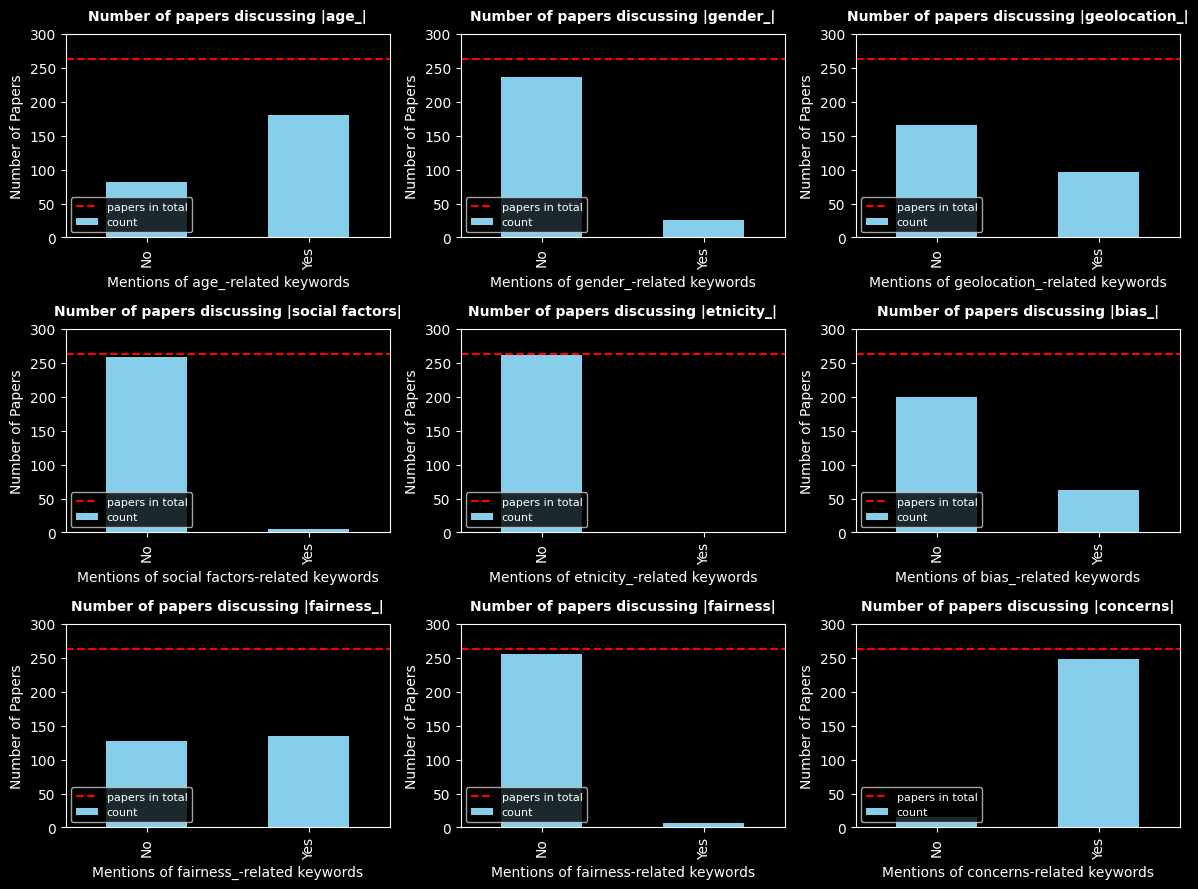 Number of papers discussing |age_|
Number of Papers
300
250
200
150
100
50
0
papers in total
count
No
Yes
Mentions of age_-related keywords
Number of papers discussing |gender_|
Number of Papers
300
250
200
150
100
50
0
papers in total
count
No
Yes
Mentions of gender_-related keywords
Number of papers discussing |geolocation_|
Number of Papers
300
250
200
150
100
50
0
papers in total
count
No
Yes
Mentions of geolocation_-related keywords
Number of papers discussing |social factors|
Number of Papers
300
250
200
150
100
50
0
papers in total
count
No
Yes
Mentions of social factors-related keywords
Number of papers discussing |etnicity_|
Number of Papers
300
250
200
150
100
50
0
papers in total
count
No
Yes
Mentions of etnicity_-related keywords
Number of papers discussing |bias_|
Number of Papers
300
250
200
150
100
50
0
papers in total
count
No
Yes
Mentions of bias_-related keywords
Number of papers discussing |fairness_|
Number of Papers
300
250
200
150
100
50
0
papers in total
count
No
Yes
Mentions of fairness_-related keywords
Number of papers discussing |fairness|
Number of Papers
300
250
200
150
100
50
0
papers in total
count
No
Yes
Mentions of fairness-related keywords
Number of papers discussing |concerns|
Number of Papers
300
250
200
150
100
50
0
papers in total
count
No
Yes
Mentions of concerns-related keywords